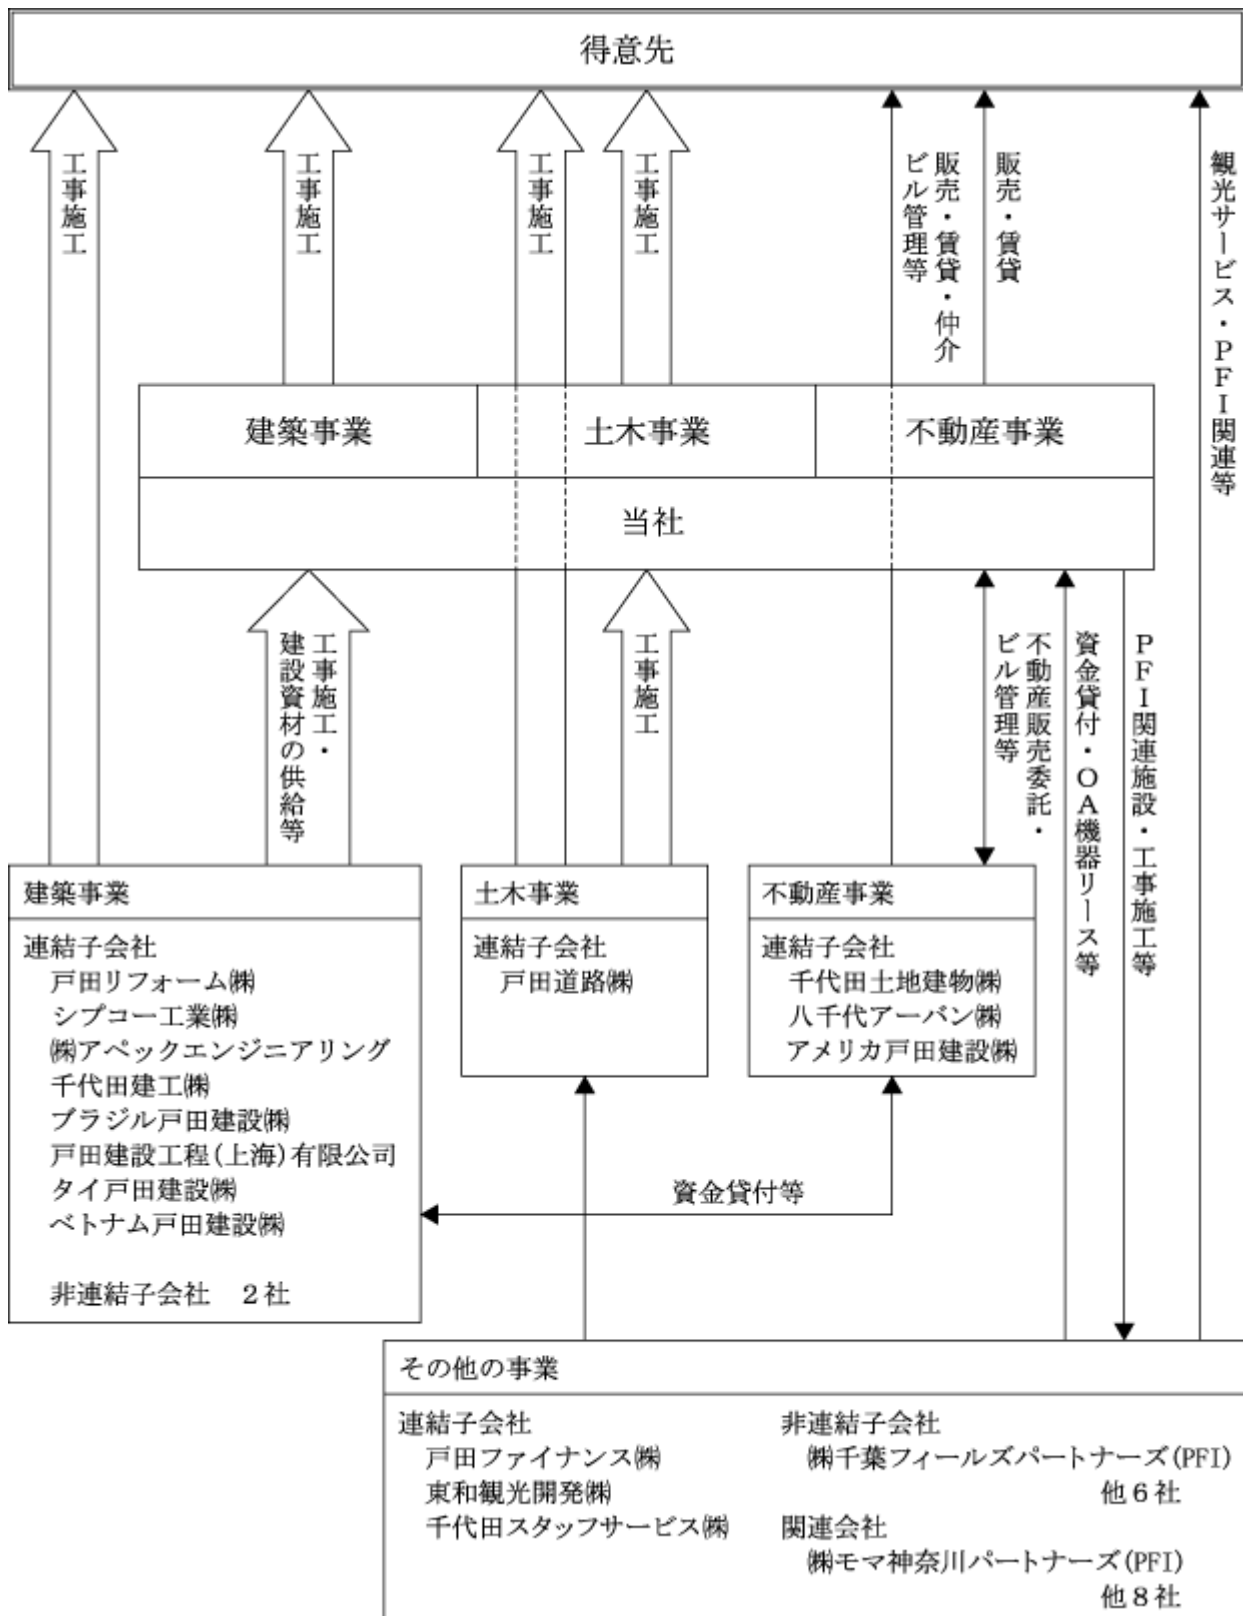 得意先
工事施工
工事施工
工事施工
工事施工
販売・賃貸・仲介
ビル管理等
販売・賃貸
観光サービス・ＰＦＩ関連等
建築事業
土木事業
不動産事業
当社
工事施工・
建設資材の供給等
工事施工
不動産販売委託・
ビル管理等
資金貸付・ＯＡ機器リース等
ＰＦＩ関連施設・工事施工等
建築事業
連結子会社
戸田リフォーム㈱
シプコー工業㈱
㈱アペックエンジニアリング
千代田建工㈱
ブラジル戸田建設㈱
戸田建設工程(上海)有限公司
タイ戸田建設㈱
ベトナム戸田建設㈱
非連結子会社　２社
土木事業
連結子会社
戸田道路㈱
不動産事業
連結子会社
千代田土地建物㈱
八千代アーバン㈱
アメリカ戸田建設㈱
資金貸付等
その他の事業
連結子会社
戸田ファイナンス㈱
東和観光開発㈱
千代田スタッフサービス㈱
非連結子会社
㈱千葉フィールズパートナーズ(PFI)
他６社
関連会社
㈱モマ神奈川パートナーズ(PFI)
他８社